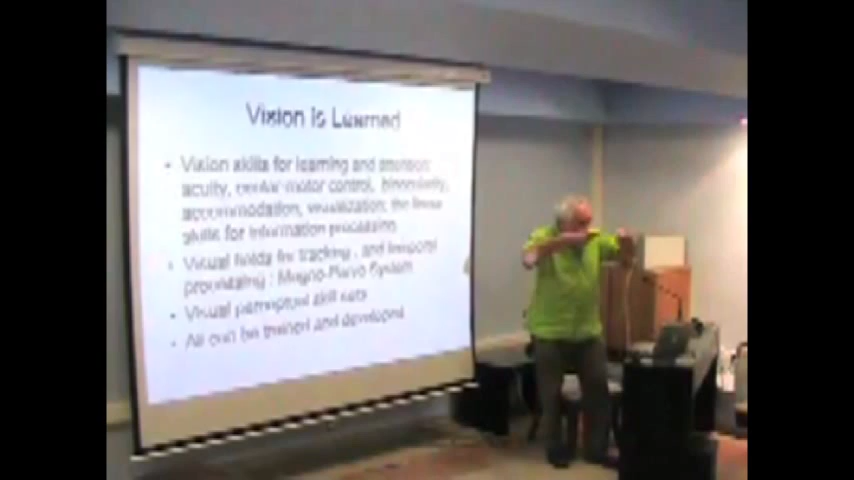 Vision is Learned
• Vision skills for learning and attention:
acuity, ocular motor control, binocularity,
accommodation, visualization; the
skills for information processing
• Visual fields for tracking, and temporal
processing : Magno-Parvo System
• Visual perceptual skill sets
• All can be trained and developed